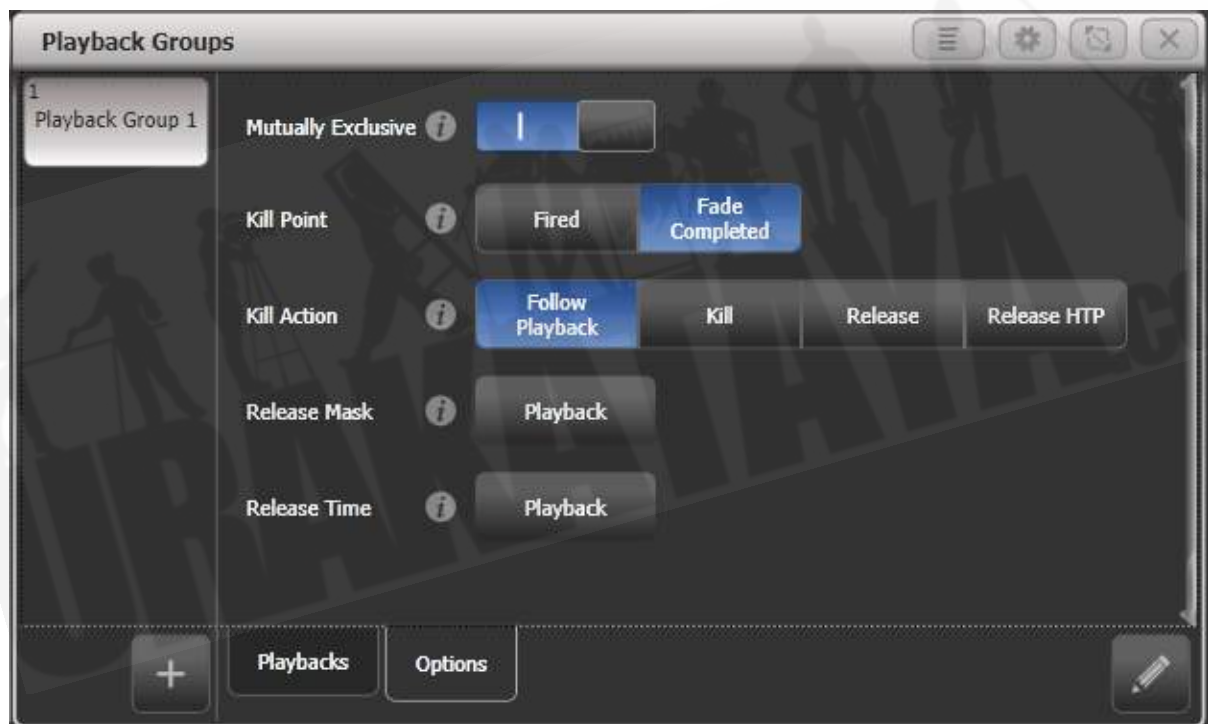 Playback Groups
1
Playback Group 1
Mutually Exclusive
Kill Point
Fired
Fade
Completed
Kill Action
Follow
Playback
Kill
Release
Release HTP
Release Mask
Playback
Release Time
Playback
Playbacks
Options